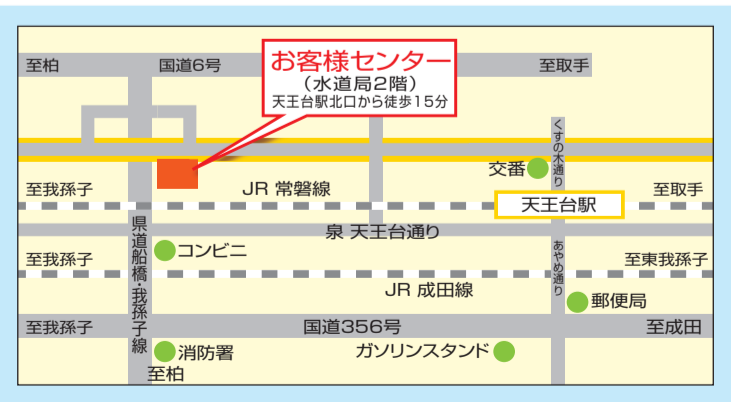 至柏
国道6号
お客様センター
(水道局2階)
天王台駅北口から徒歩15分
至取手
くすの木通り
交番
至我孫子
JR 常磐線
天王台駅
至取手
県道船橋・我孫子線
泉 天王台通り
あやめ通り
コンビニ
至我孫子
至東我孫子
JR 成田線
郵便局
至我孫子
国道356号
至成田
消防署
ガソリンスタンド
至柏